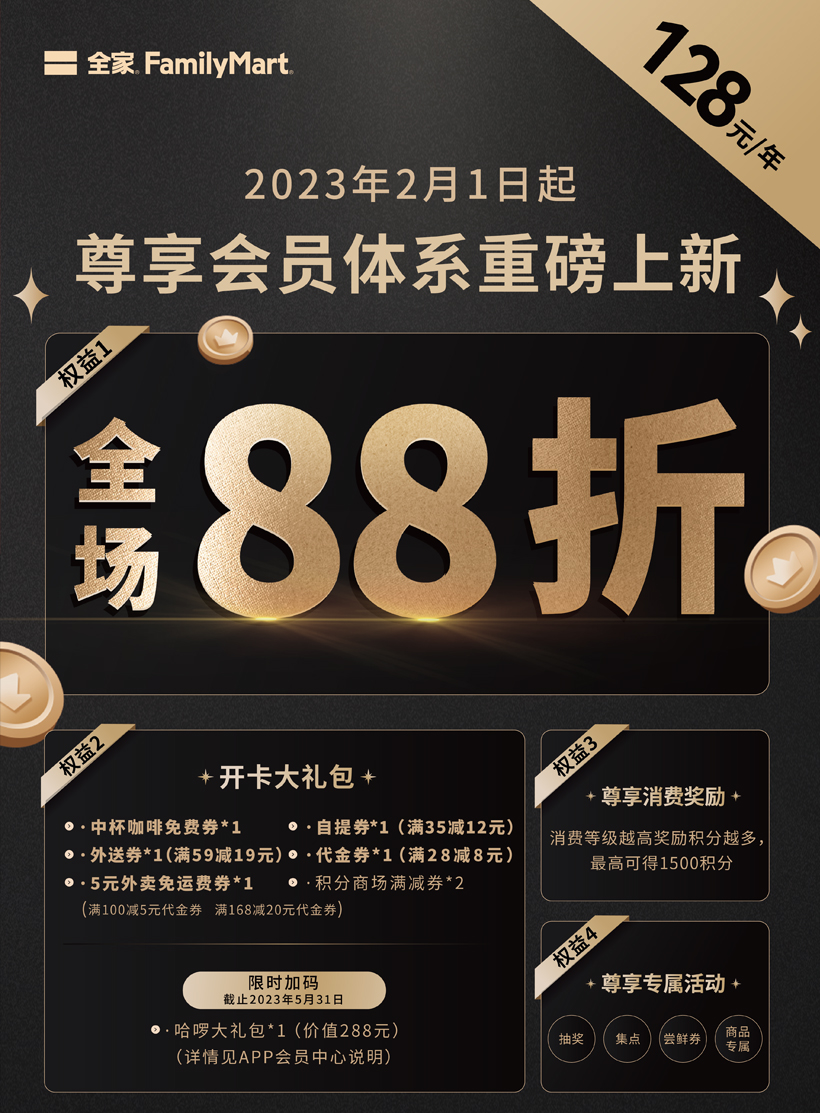 全家 FamilyMart
128元/年
2023年2月1日起
尊享会员体系重磅上新
权益1
全场 88折
权益2
开卡大礼包
·中杯咖啡免费券*1
·自提券*1（满35减12元）
·外送券*1(满59减19元)
·代金券*1（满28减8元）
·5元外卖免运费券*1
·积分商场满减券*2
(满100减5元代金券 满168减20元代金券)
限时加码
截止2023年5月31日
·哈啰大礼包*1（价值288元）
（详情见APP会员中心说明）
权益3
尊享消费奖励
消费等级越高奖励积分越多，
最高可得1500积分
权益4
尊享专属活动
抽奖
集点
尝鲜券
商品
专属